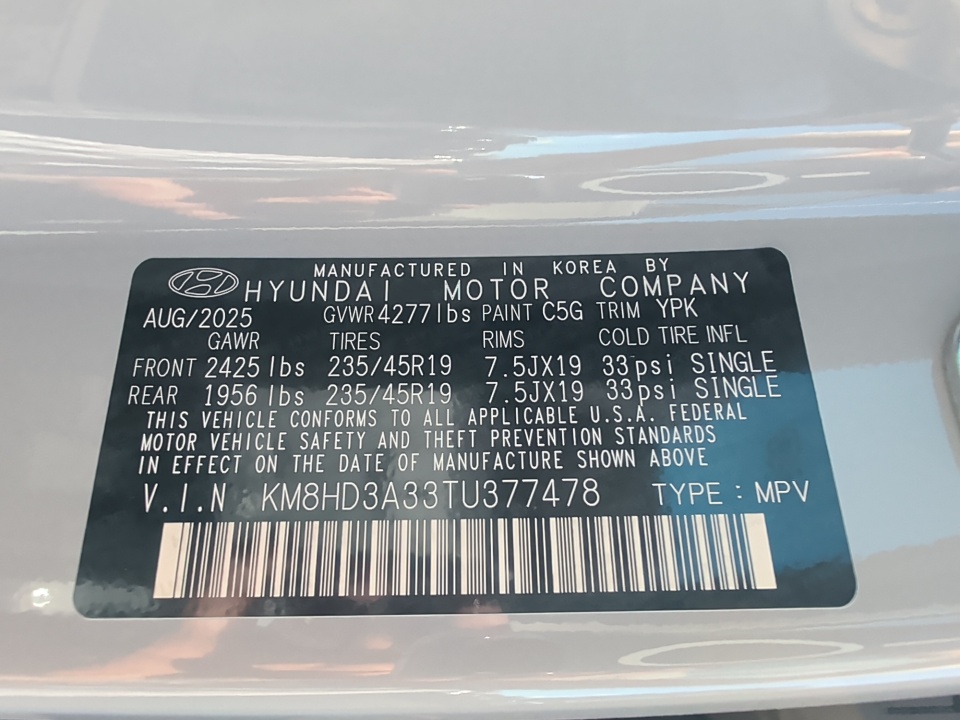 MANUFACTURED IN KOREA BY
HYUNDAI MOTOR COMPANY
AUG/2025 GVWR 4277lbs PAINT C5G TRIM YPK
GAWR TIRES RIMS COLD TIRE INFL
FRONT 2425 lbs 235/45R19 7.5JX19 33psi SINGLE
REAR 1956 lbs 235/45R19 7.5JX19 33psi SINGLE
THIS VEHICLE CONFORMS TO ALL APPLICABLE U.S.A. FEDERAL
MOTOR VEHICLE SAFETY AND THEFT PREVENTION STANDARDS
IN EFFECT ON THE DATE OF MANUFACTURE SHOWN ABOVE
V.I.N KM8HD3A33TU377478 TYPE : MPV